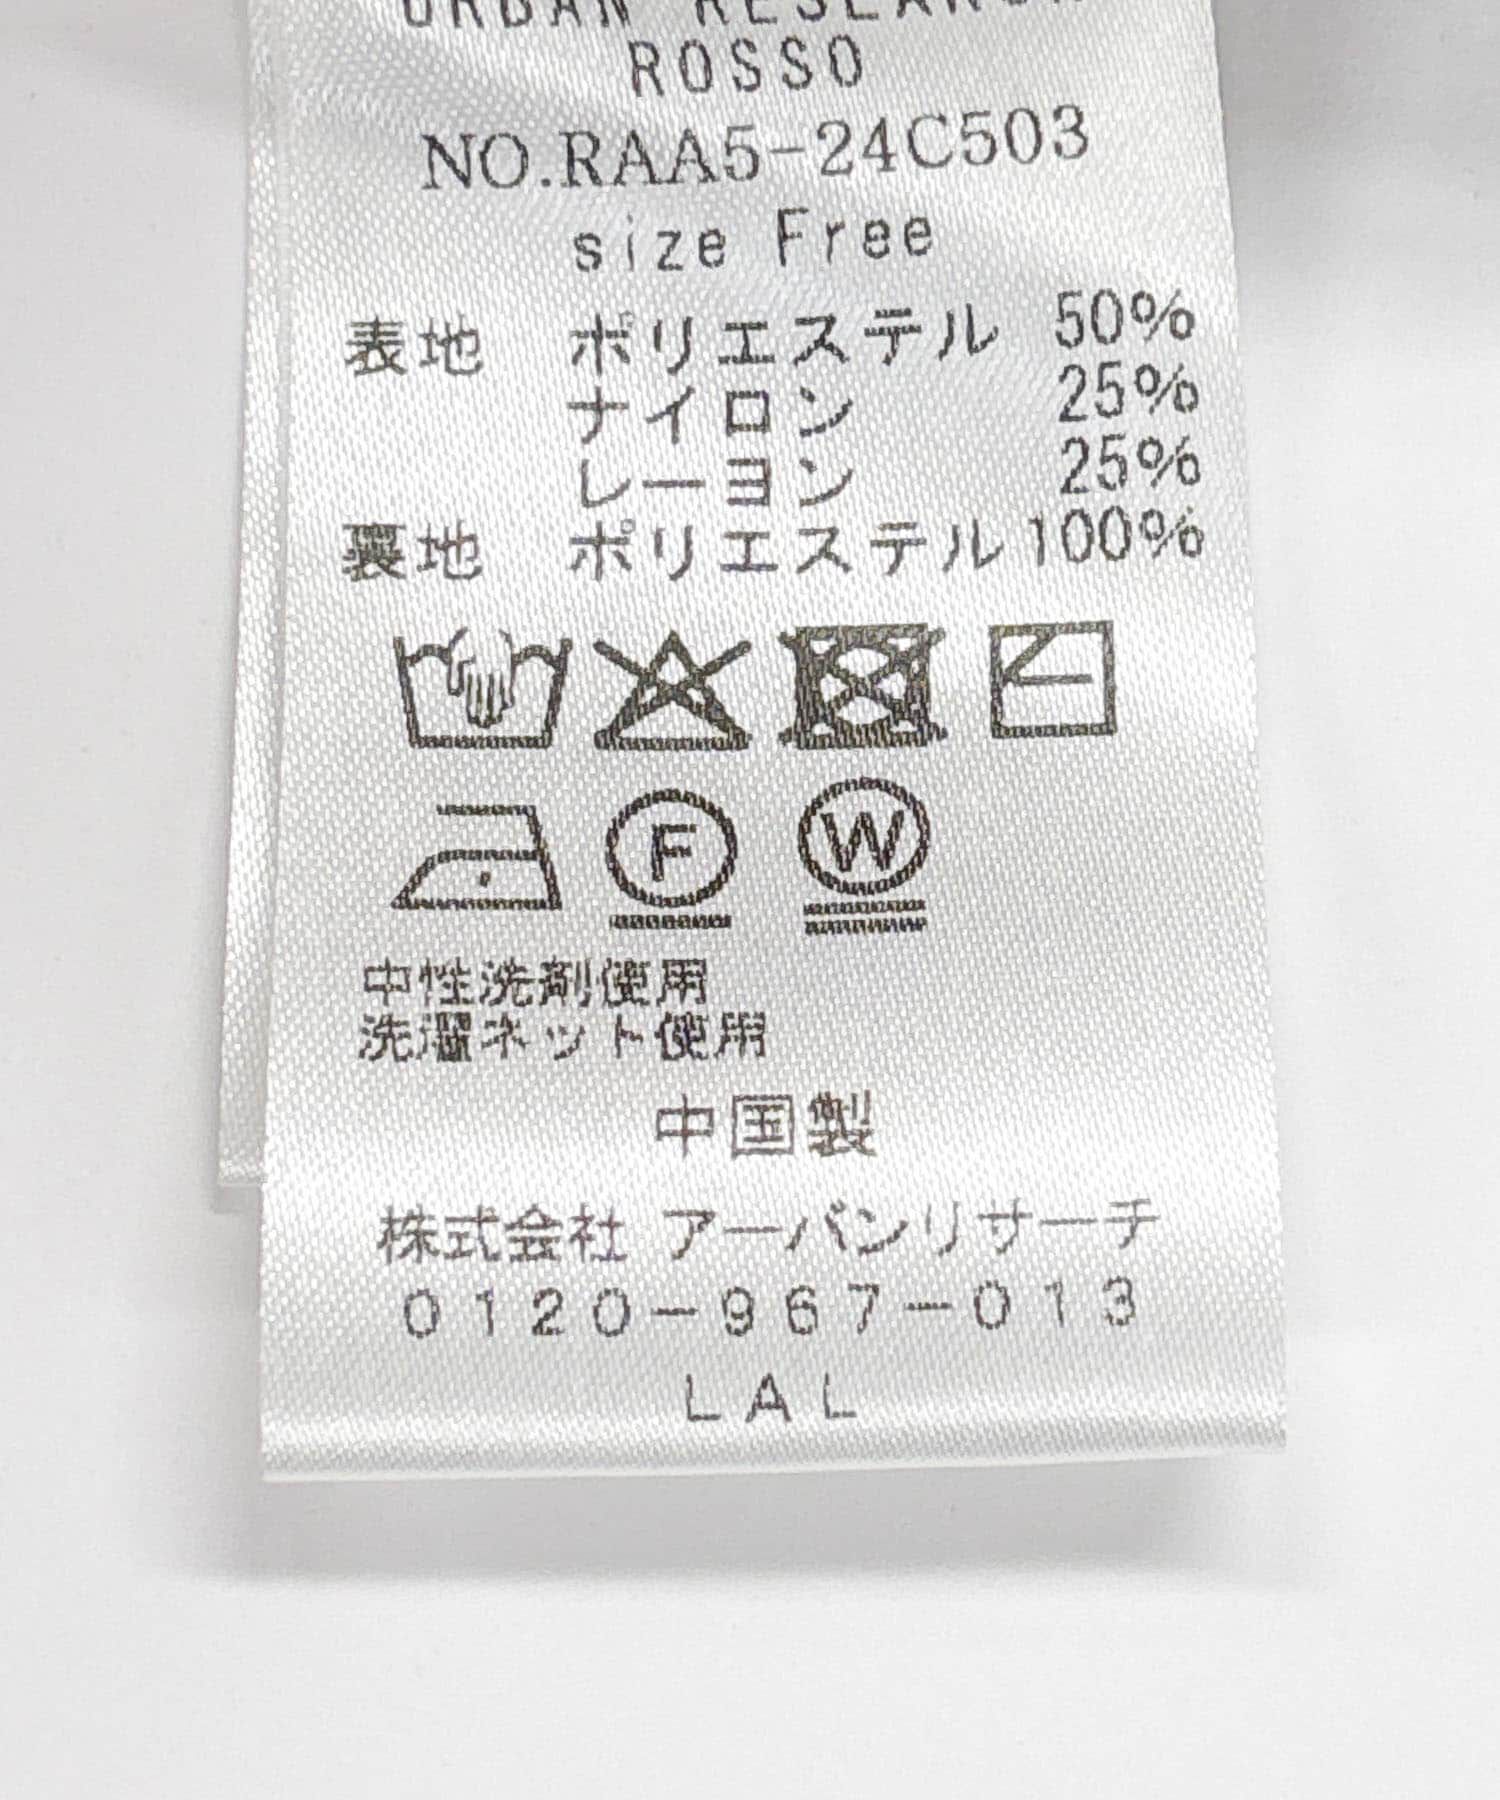 URBAN RESEARCH
ROSSO
NO.RAA5-24C503
size Free
表地 ポリエステル 50%
ナイロン 25%
レーヨン 25%
裏地 ポリエステル100%
F W
中性洗剤使用
洗濯ネット使用
中国製
株式会社 アーバンリサーチ
0120-967-013
LAL